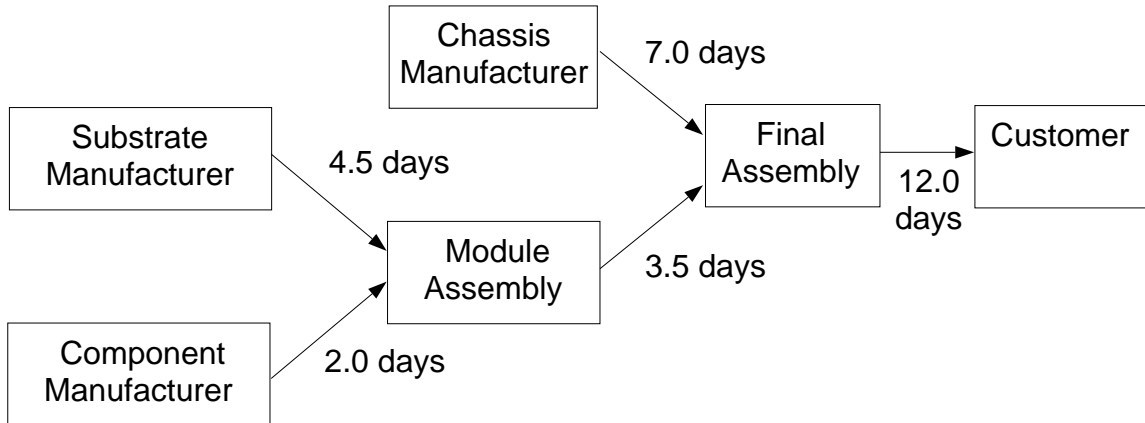 Chassis
Manufacturer
7.0 days
Substrate
Manufacturer
4.5 days
Final
Assembly
Customer
12.0
days
Module
Assembly
3.5 days
Component
Manufacturer
2.0 days